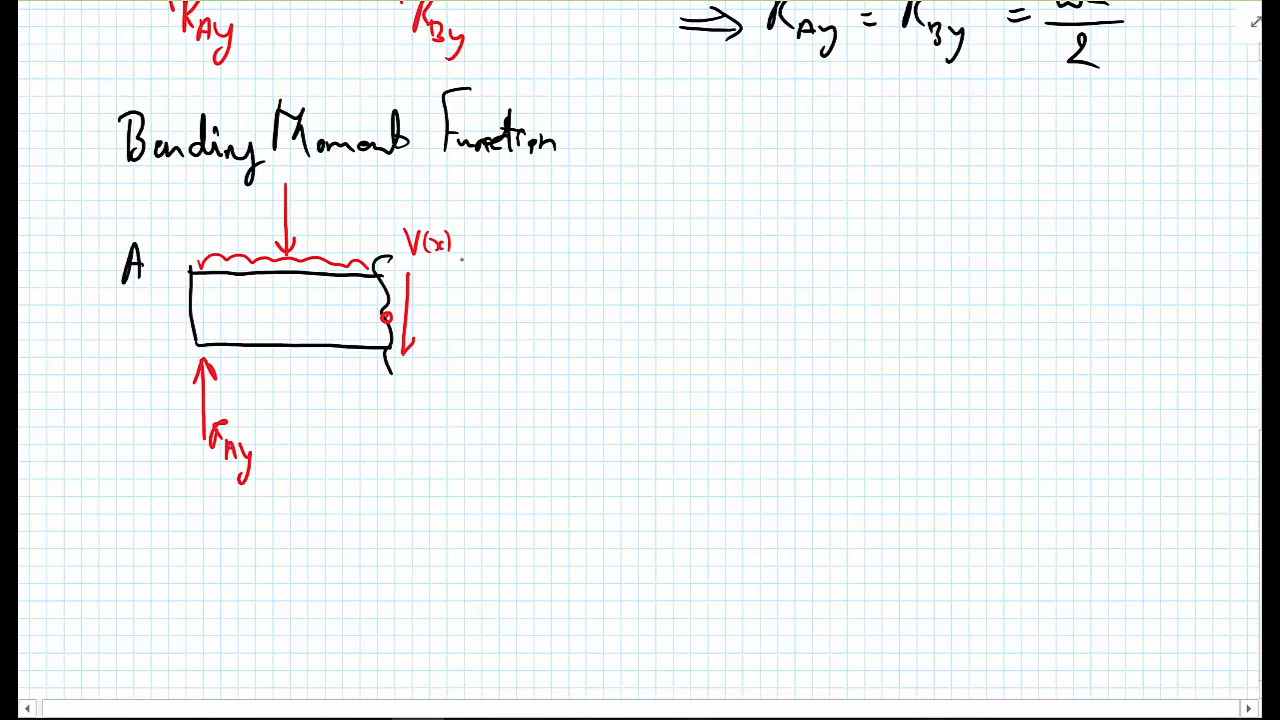 R_Ay R_By ⟹ R_Ay = R_By = wL/2
Bending Moment Function
A V(x)
R_Ay